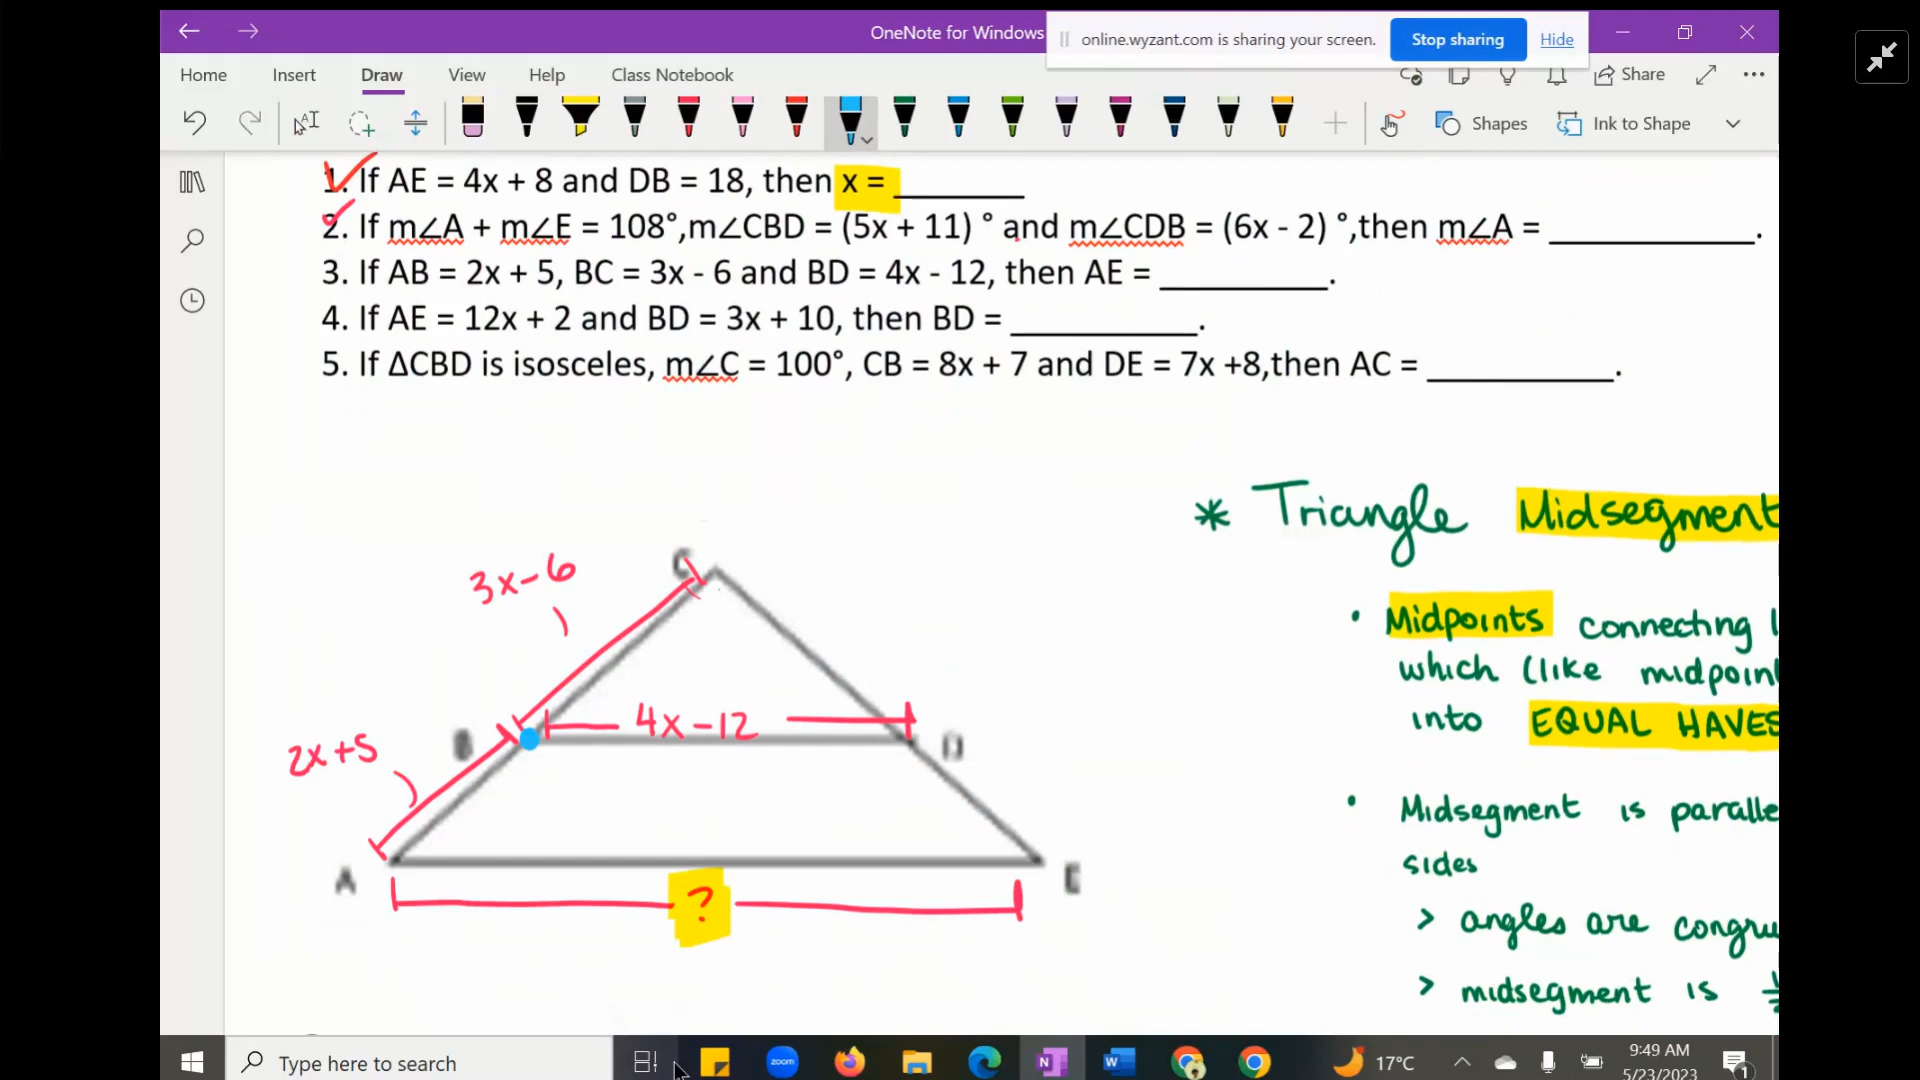 OneNote for Windows
online.wyzant.com is sharing your screen.
Stop sharing
Hide
Home
Insert
Draw
View
Help
Class Notebook
Share
Shapes
Ink to Shape
1. If AE = 4x + 8 and DB = 18, then x = ________
2. If m∠A + m∠E = 108°,m∠CBD = (5x + 11) ° and m∠CDB = (6x - 2) °,then m∠A = ____________.
3. If AB = 2x + 5, BC = 3x - 6 and BD = 4x - 12, then AE = __________.
4. If AE = 12x + 2 and BD = 3x + 10, then BD = ___________.
5. If ΔCBD is isosceles, m∠C = 100°, CB = 8x + 7 and DE = 7x +8,then AC = ___________.
* Triangle Midsegment
3x-6
C
• Midpoints connecting
which (like midpoin
into EQUAL HAVES
B
4x-12
D
2x+5
• Midsegment is paralle
sides
A
?
E
> angles are congru
> midsegment is
Type here to search
zoom
17°C
9:49 AM
5/23/2023
1